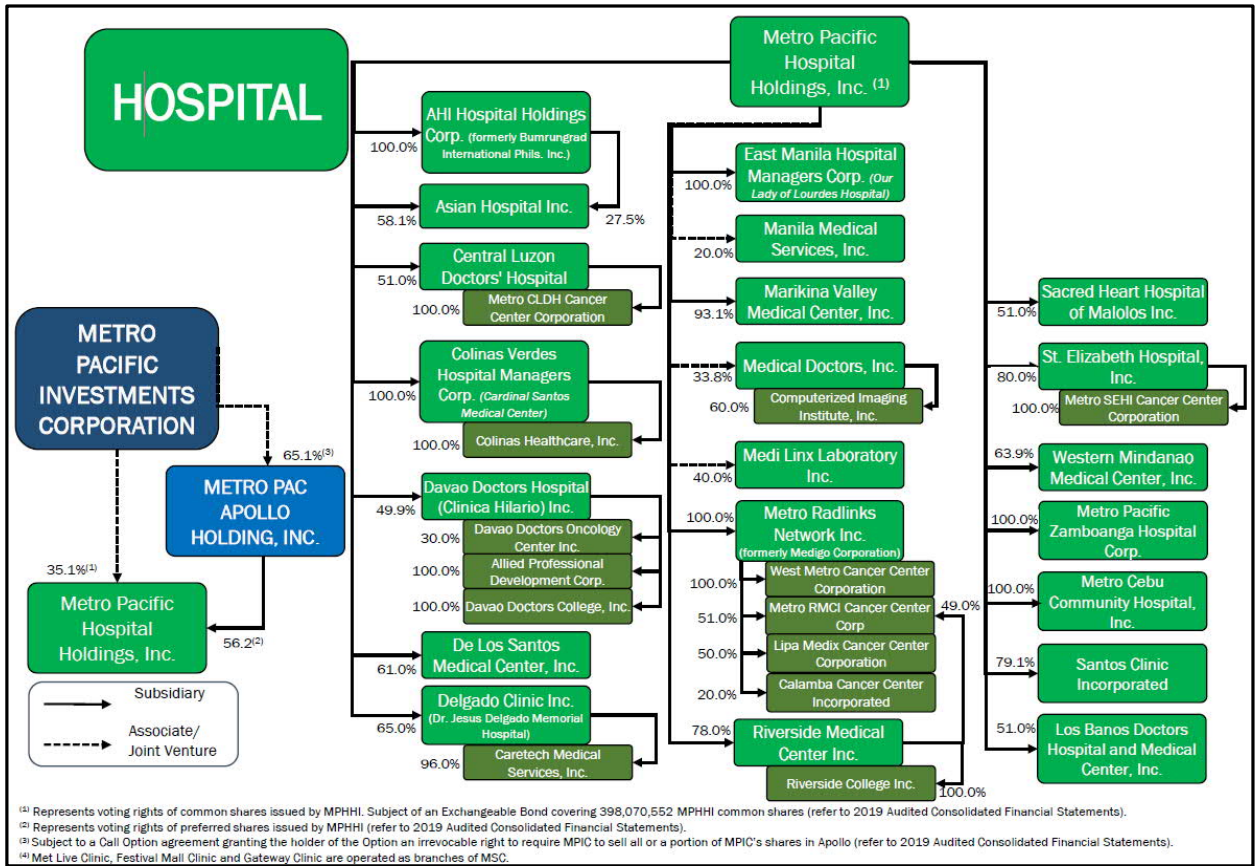 HOSPITAL
Metro Pacific
Hospital
Holdings, Inc. (1)
AHI Hospital Holdings
Corp. (formerly Bumrungrad
International Phils. Inc.)
100.0%
Asian Hospital Inc.
58.1%
27.5%
Central Luzon
Doctors' Hospital
51.0%
Metro CLDH Cancer
Center Corporation
100.0%
Colinas Verdes
Hospital Managers
Corp. (Cardinal Santos
Medical Center)
100.0%
Colinas Healthcare, Inc.
100.0%
Davao Doctors Hospital
(Clinica Hilario) Inc.
49.9%
Davao Doctors Oncology
Center Inc.
30.0%
Allied Professional
Development Corp.
100.0%
Davao Doctors College, Inc.
100.0%
De Los Santos
Medical Center, Inc.
61.0%
Delgado Clinic Inc.
(Dr. Jesus Delgado Memorial
Hospital)
65.0%
Caretech Medical
Services, Inc.
96.0%
East Manila Hospital
Managers Corp. (Our
Lady of Lourdes Hospital)
100.0%
Manila Medical
Services, Inc.
20.0%
Marikina Valley
Medical Center, Inc.
93.1%
Medical Doctors, Inc.
33.8%
Computerized Imaging
Institute, Inc.
60.0%
Medi Linx Laboratory
Inc.
40.0%
100.0%
Metro Radlinks
Network Inc.
(formerly Medigo Corporation)
West Metro Cancer Center
Corporation
100.0%
Metro RMCI Cancer Center
Corp
51.0%
49.0%
Lipa Medix Cancer Center
Corporation
50.0%
Calamba Cancer Center
Incorporated
20.0%
78.0%
Riverside Medical
Center Inc.
Riverside College Inc.
100.0%
Sacred Heart Hospital
of Malolos Inc.
51.0%
St. Elizabeth Hospital,
Inc.
80.0%
Metro SEHI Cancer Center
Corporation
100.0%
63.9%
Western Mindanao
Medical Center, Inc.
100.0%
Metro Pacific
Zamboanga Hospital
Corp.
100.0%
Metro Cebu
Community Hospital,
Inc.
79.1%
Santos Clinic
Incorporated
51.0%
Los Banos Doctors
Hospital and Medical
Center, Inc.
METRO
PACIFIC
INVESTMENTS
CORPORATION
65.1%(3)
METRO PAC
APOLLO
HOLDING, INC.
35.1%(1)
Metro Pacific
Hospital
Holdings, Inc.
56.2(2)
Subsidiary
Associate/
Joint Venture
(1) Represents voting rights of common shares issued by MPHHI. Subject of an Exchangeable Bond covering 398,070,552 MPHHI common shares (refer to 2019 Audited Consolidated Financial Statements).
(2) Represents voting rights of preferred shares issued by MPHHI (refer to 2019 Audited Consolidated Financial Statements).
(3) Subject to a Call Option agreement granting the holder of the Option an irrevocable right to require MPIC to sell all or a portion of MPIC's shares in Apollo (refer to 2019 Audited Consolidated Financial Statements).
(4) Met Live Clinic, Festival Mall Clinic and Gateway Clinic are operated as branches of MSC.